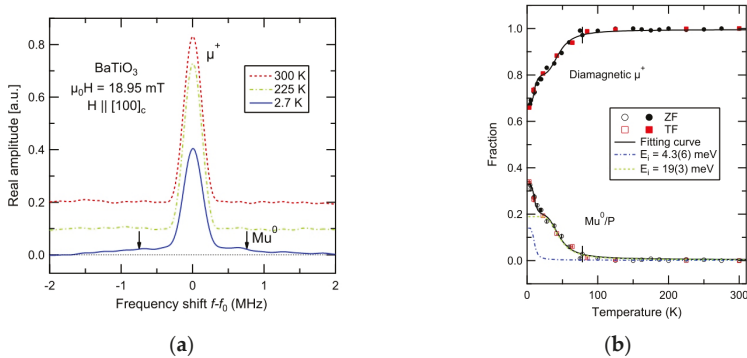 0.8
0.6
0.4
0.2
0.0
Real amplitude [a.u.]
BaTiO3
μ0H = 18.95 mT
H || [100]c
μ+
300 K
225 K
2.7 K
Mu0
-2 -1 0 1 2
Frequency shift f-f0 (MHz)
(a)
1.0
0.8
0.6
0.4
0.2
0.0
Fraction
Diamagnetic μ+
ZF
TF
Fitting curve
Ei = 4.3(6) meV
Ei = 19(3) meV
Mu0/P
0 50 100 150 200 250 300
Temperature (K)
(b)